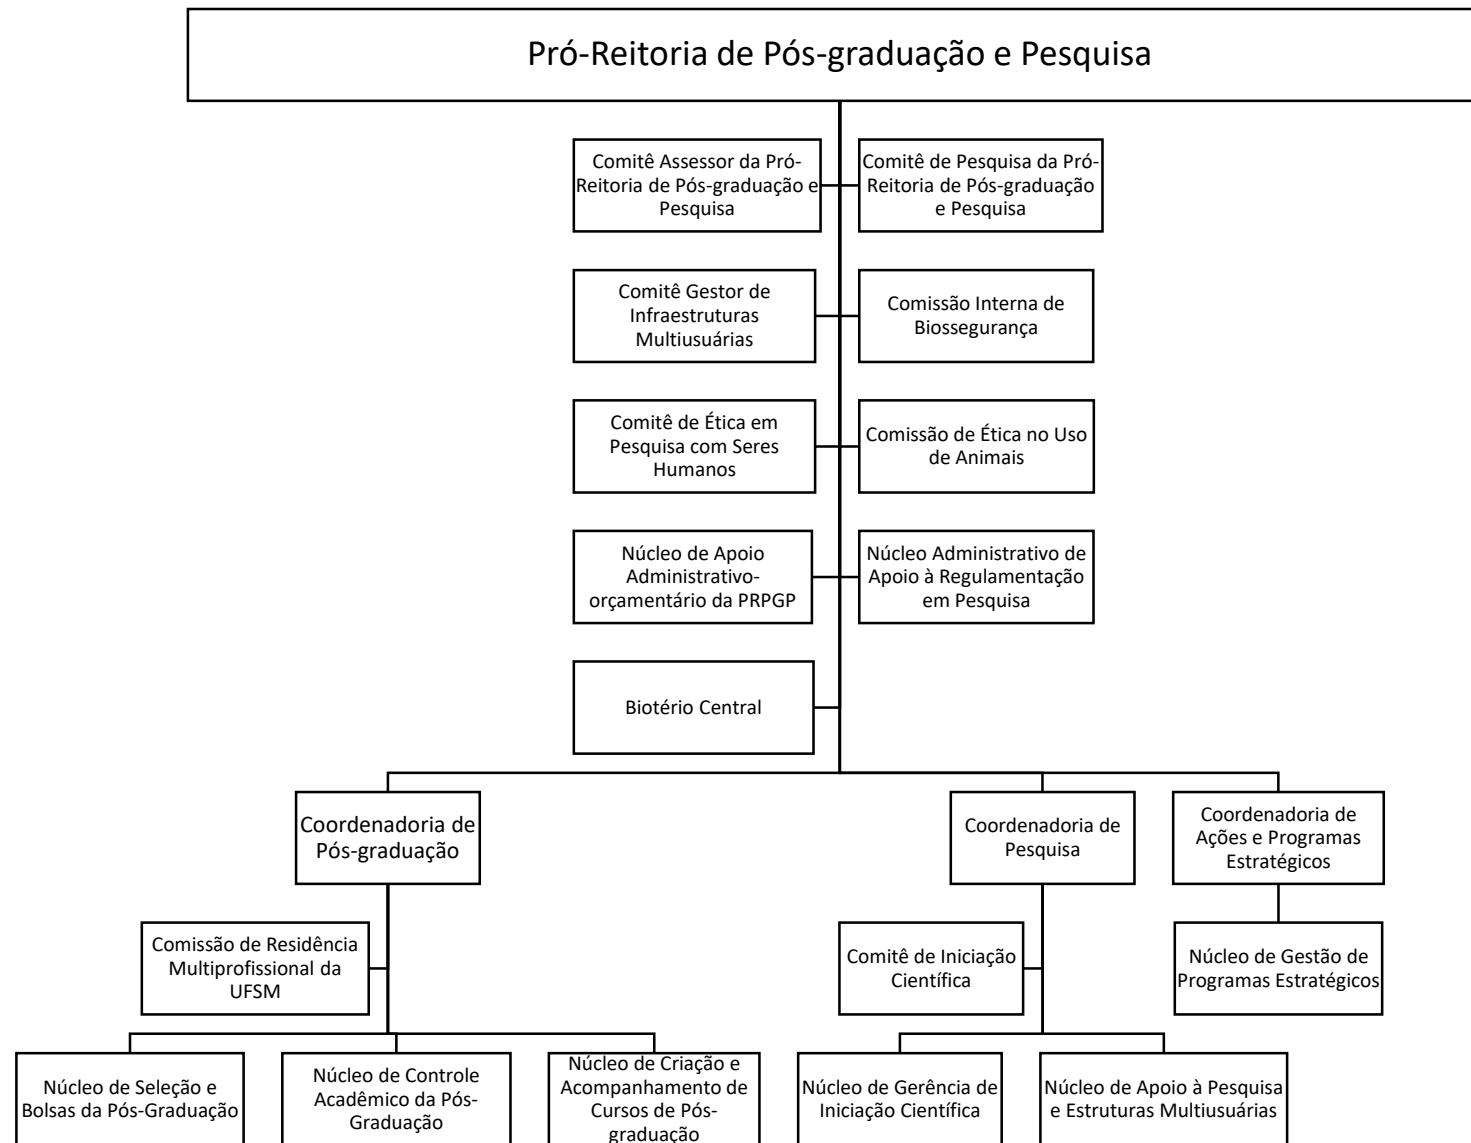 Pró-Reitoria de Pós-graduação e Pesquisa
Comitê Assessor da Pró-
Reitoria de Pós-graduação e
Pesquisa
Comitê de Pesquisa da Pró-
Reitoria de Pós-graduação
e Pesquisa
Comitê Gestor de
Infraestruturas
Multiusuárias
Comissão Interna de
Biossegurança
Comitê de Ética em
Pesquisa com Seres
Humanos
Comissão de Ética no Uso
de Animais
Núcleo de Apoio
Administrativo-
orçamentário da PRPGP
Núcleo Administrativo de
Apoio à Regulamentação
em Pesquisa
Biotério Central
Coordenadoria de
Pós-graduação
Coordenadoria de
Pesquisa
Coordenadoria de
Ações e Programas
Estratégicos
Comissão de Residência
Multiprofissional da
UFSM
Comitê de Iniciação
Científica
Núcleo de Gestão de
Programas Estratégicos
Núcleo de Seleção e
Bolsas da Pós-Graduação
Núcleo de Controle
Acadêmico da Pós-
Graduação
Núcleo de Criação e
Acompanhamento de
Cursos de Pós-
graduação
Núcleo de Gerência de
Iniciação Científica
Núcleo de Apoio à Pesquisa
e Estruturas Multiusuárias